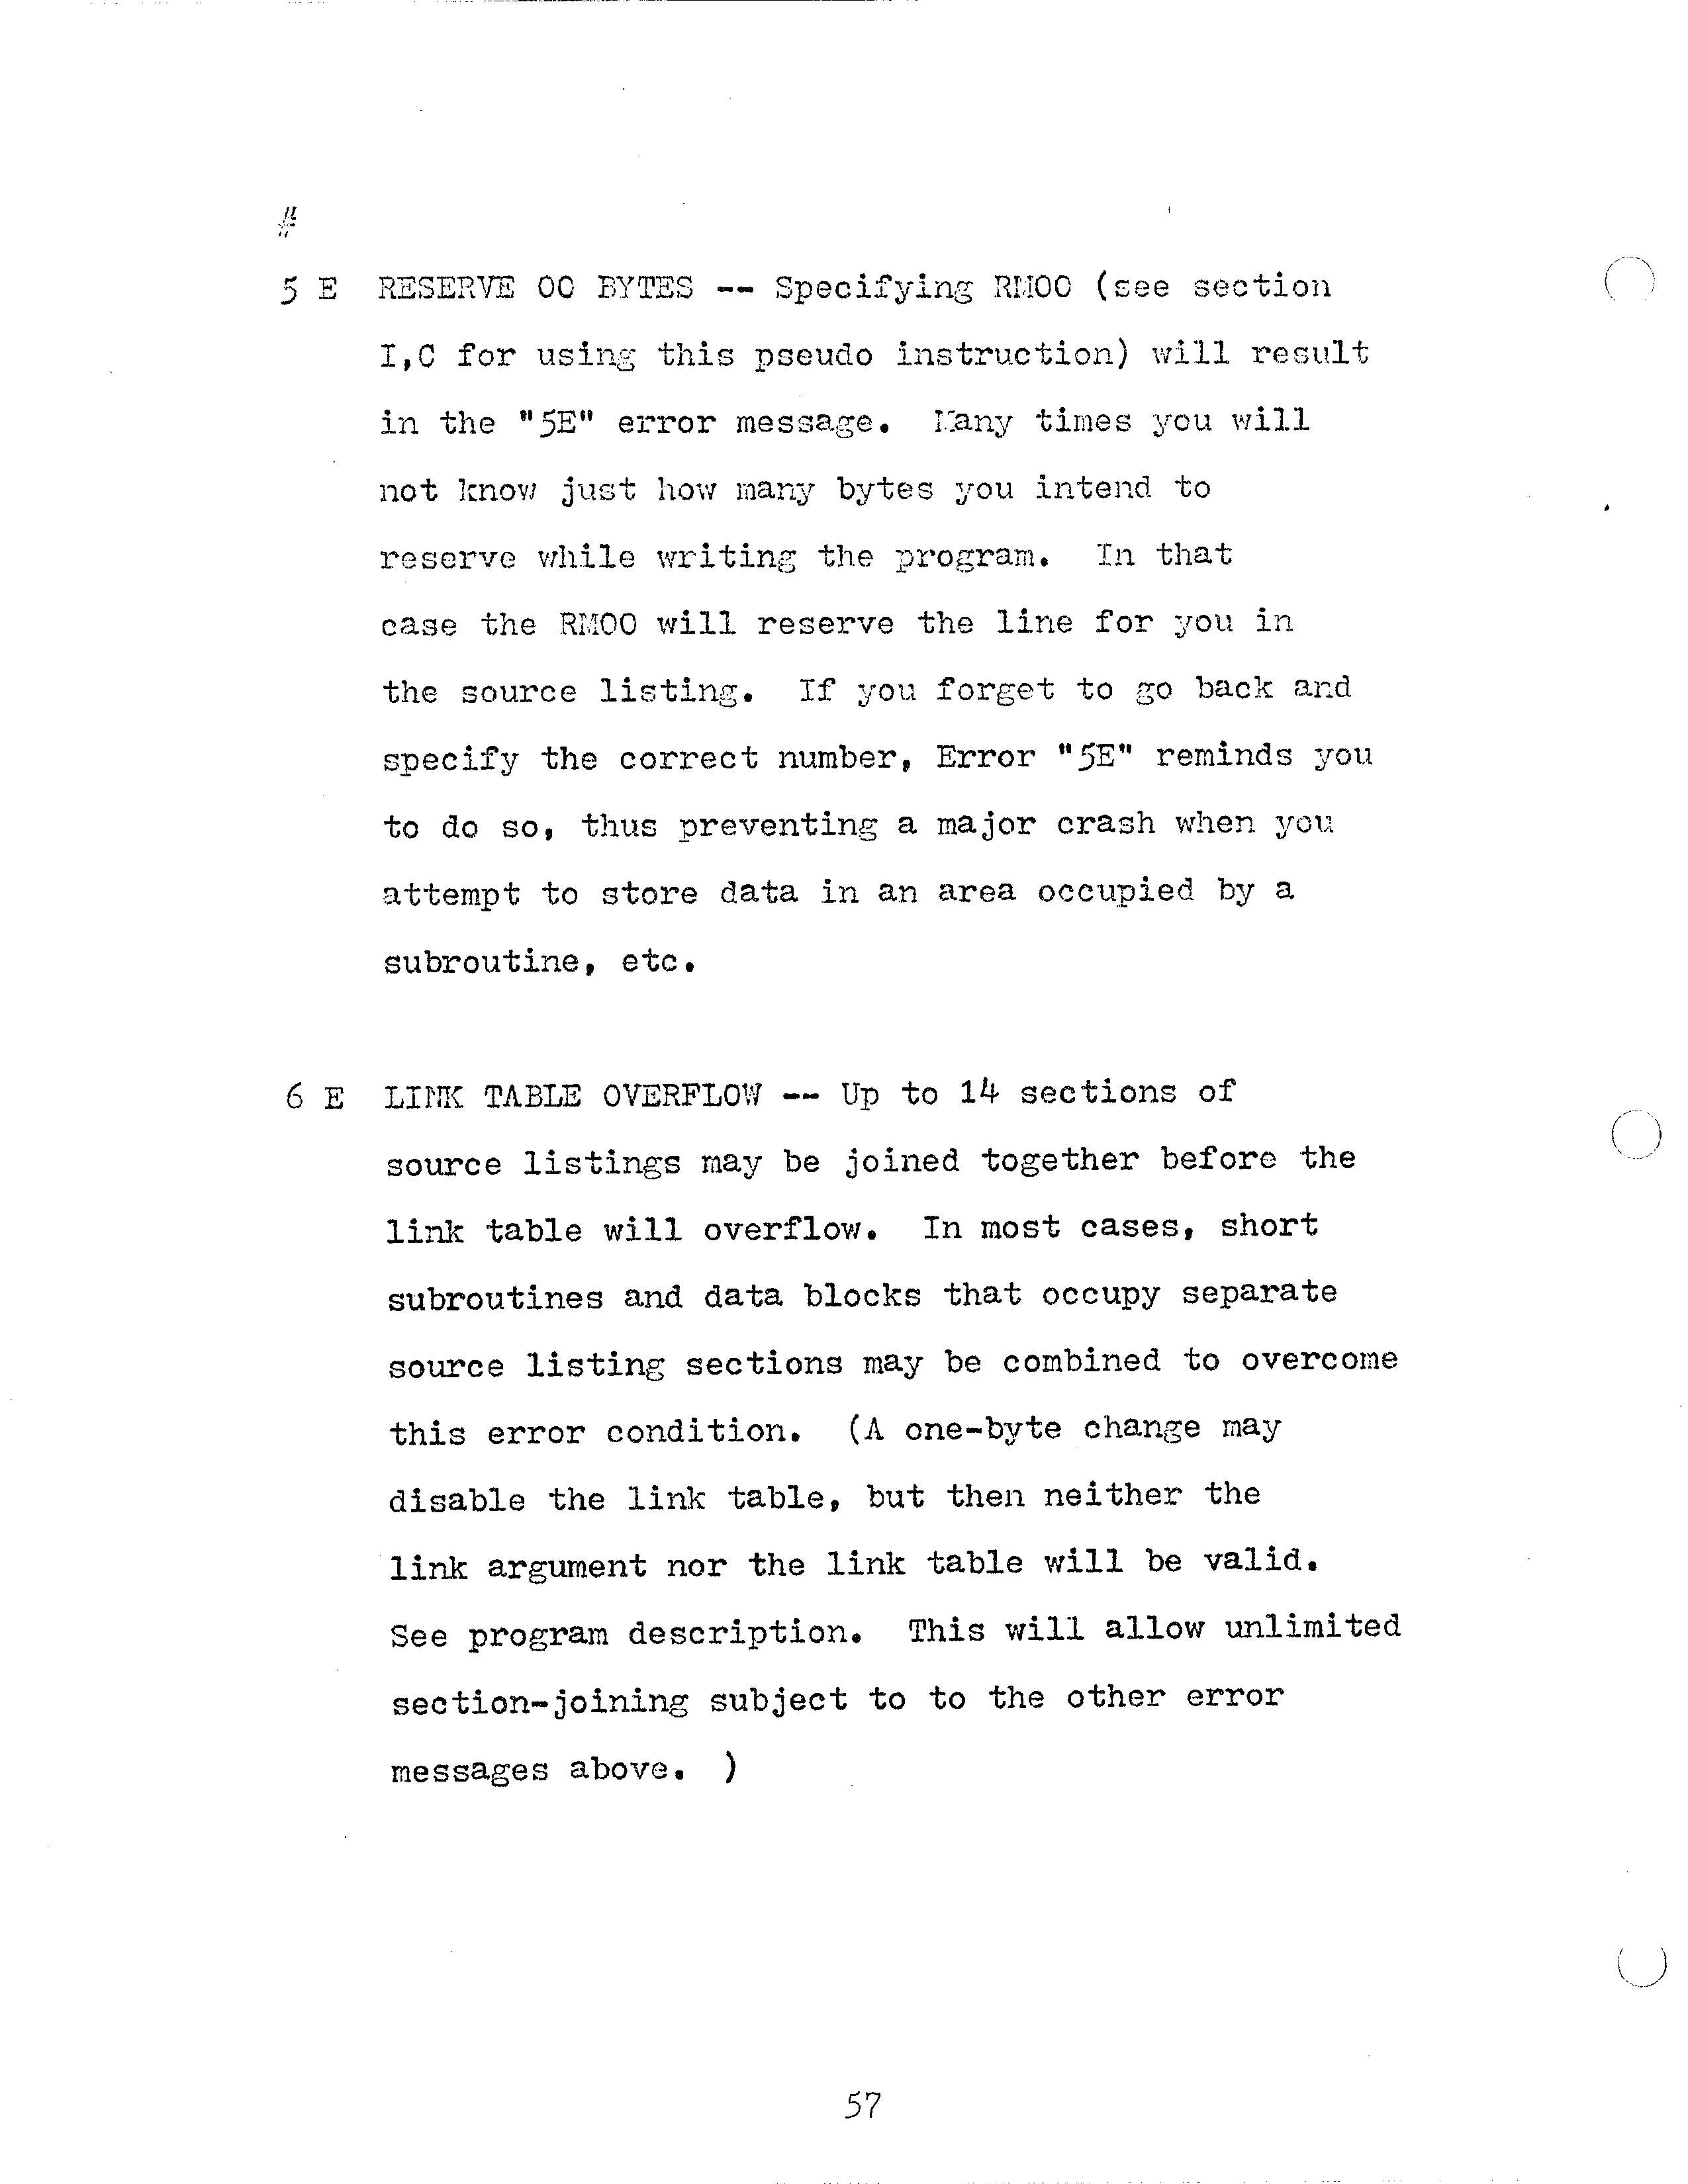 #
5 E RESERVE 00 BYTES -- Specifying RM00 (see section
I,C for using this pseudo instruction) will result
in the "5E" error message. Many times you will
not know just how many bytes you intend to
reserve while writing the program. In that
case the RM00 will reserve the line for you in
the source listing. If you forget to go back and
specify the correct number, Error "5E" reminds you
to do so, thus preventing a major crash when you
attempt to store data in an area occupied by a
subroutine, etc.
6 E LINK TABLE OVERFLOW -- Up to 14 sections of
source listings may be joined together before the
link table will overflow. In most cases, short
subroutines and data blocks that occupy separate
source listing sections may be combined to overcome
this error condition. (A one-byte change may
disable the link table, but then neither the
link argument nor the link table will be valid.
See program description. This will allow unlimited
section-joining subject to to the other error
messages above. )
57